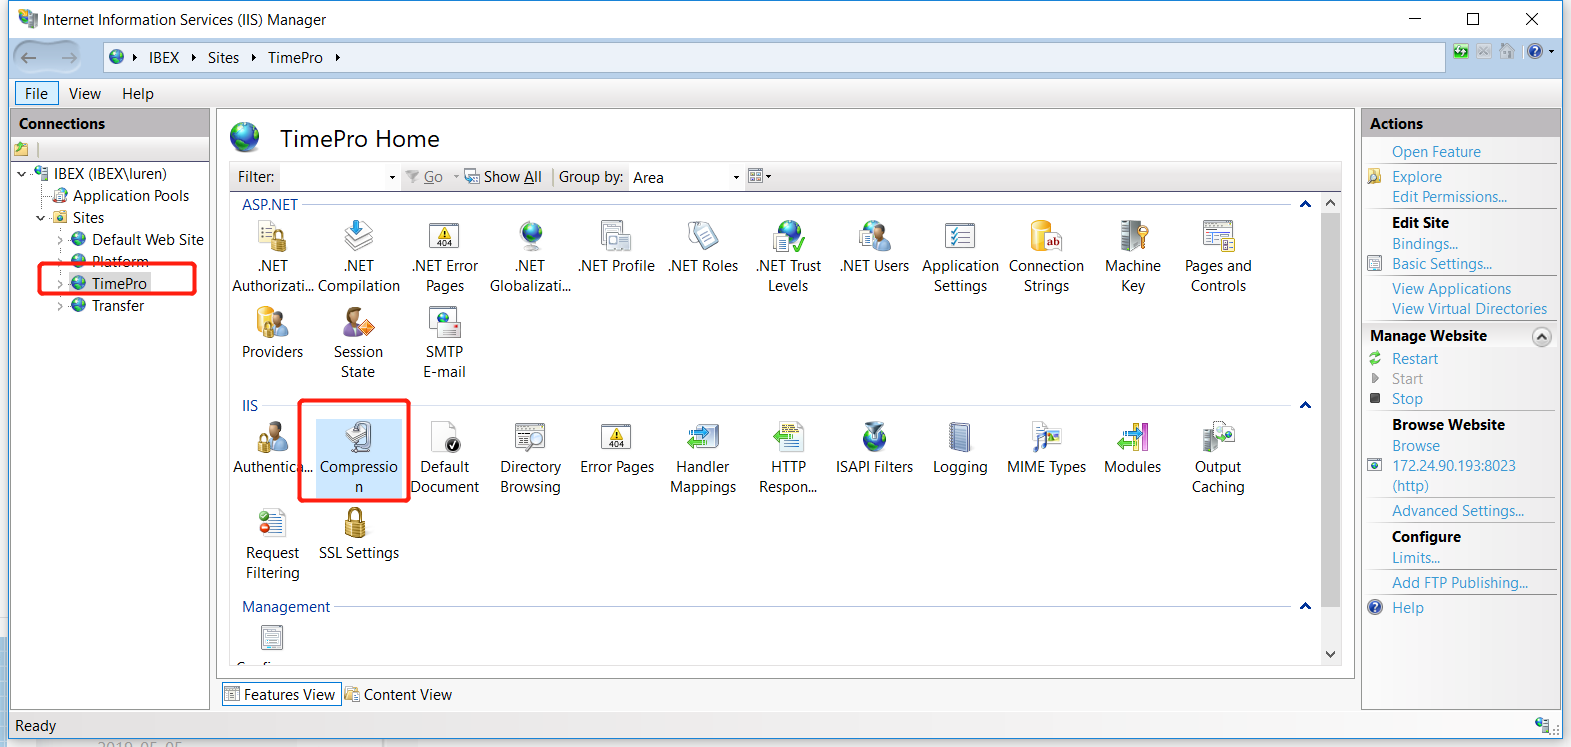 Internet Information Services (IIS) Manager
IBEX Sites TimePro
File View Help
Connections
IBEX (IBEX\luren)
Application Pools
Sites
Default Web Site
Platform
TimePro
Transfer
TimePro Home
Filter: Go Show All Group by: Area
ASP.NET
.NET Authorizati...
.NET Compilation
.NET Error Pages
.NET Globalizati...
.NET Profile
.NET Roles
.NET Trust Levels
.NET Users
Application Settings
Connection Strings
Machine Key
Pages and Controls
Providers
Session State
SMTP E-mail
IIS
Authentica...
Compressio
n
Default Document
Directory Browsing
Error Pages
Handler Mappings
HTTP Respon...
ISAPI Filters
Logging
MIME Types
Modules
Output Caching
Request Filtering
SSL Settings
Management
Features View Content View
Actions
Open Feature
Explore
Edit Permissions...
Edit Site
Bindings...
Basic Settings...
View Applications
View Virtual Directories
Manage Website
Restart
Start
Stop
Browse Website
Browse
172.24.90.193:8023
(http)
Advanced Settings...
Configure
Limits...
Add FTP Publishing...
Help
Ready